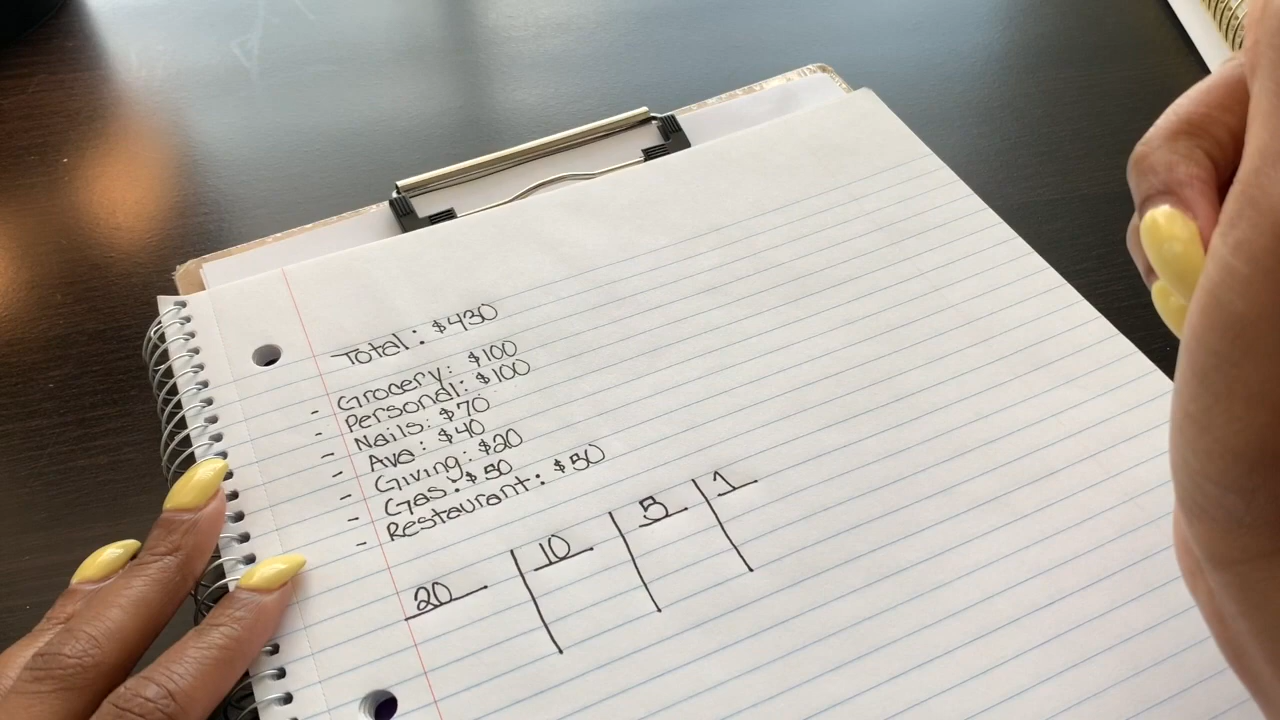 Total: $430
- Grocery: $100
- Personal: $100
- Nails: $70
- Ava: $40
- Giving: $20
- Gas: $50
- Restaurant: $50
20 10 5 1